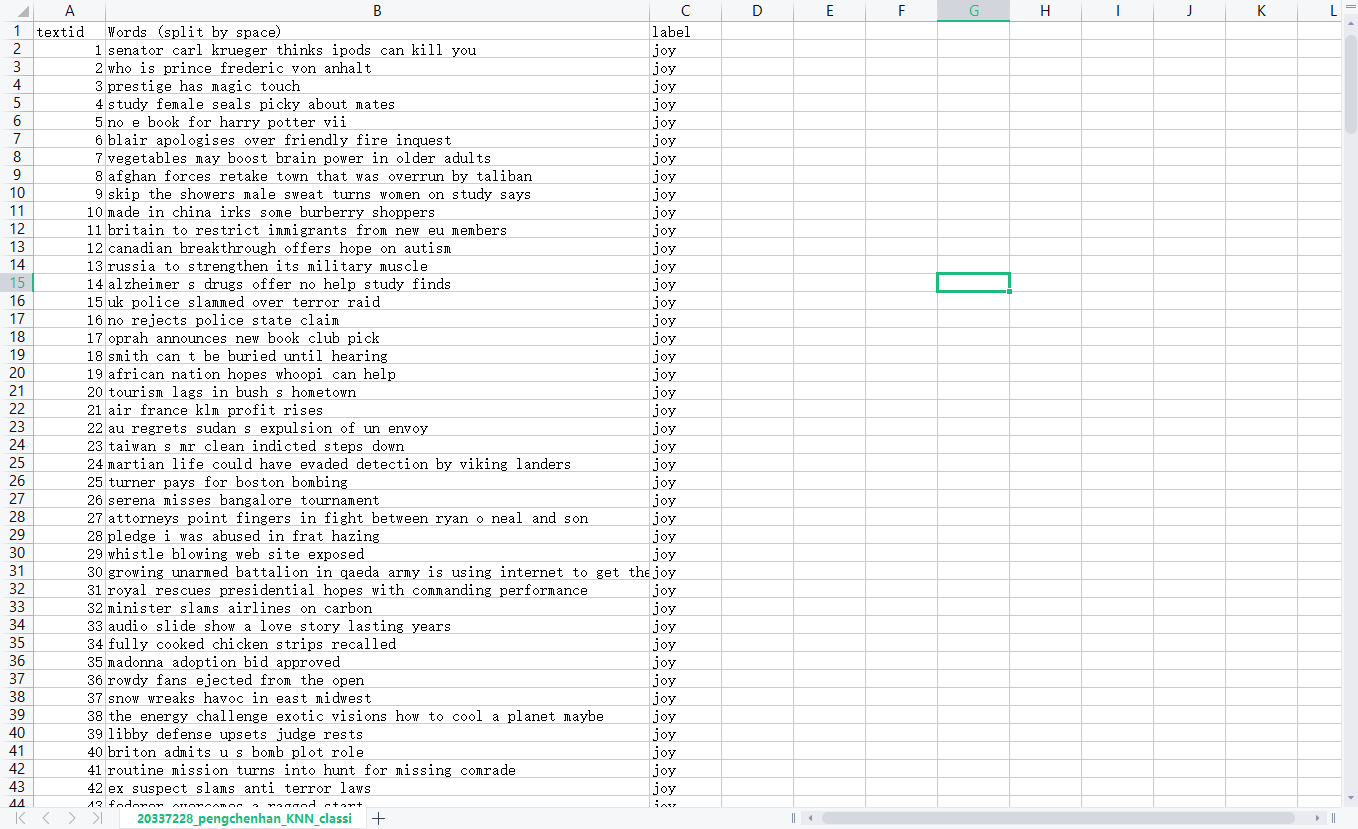 A B C D E F G H I J K L
1 textid Words (split by space) label
2 1 senator carl krueger thinks ipods can kill you joy
3 2 who is prince frederic von anhalt joy
4 3 prestige has magic touch joy
5 4 study female seals picky about mates joy
6 5 no e book for harry potter vii joy
7 6 blair apologises over friendly fire inquest joy
8 7 vegetables may boost brain power in older adults joy
9 8 afghan forces retake town that was overrun by taliban joy
10 9 skip the showers male sweat turns women on study says joy
11 10 made in china irks some burberry shoppers joy
12 11 britain to restrict immigrants from new eu members joy
13 12 canadian breakthrough offers hope on autism joy
14 13 russia to strengthen its military muscle joy
15 14 alzheimer s drugs offer no help study finds joy
16 15 uk police slammed over terror raid joy
17 16 no rejects police state claim joy
18 17 oprah announces new book club pick joy
19 18 smith can t be buried until hearing joy
20 19 african nation hopes whoopi can help joy
21 20 tourism lags in bush s hometown joy
22 21 air france klm profit rises joy
23 22 au regrets sudan s expulsion of un envoy joy
24 23 taiwan s mr clean indicted steps down joy
25 24 martian life could have evaded detection by viking landers joy
26 25 turner pays for boston bombing joy
27 26 serena misses bangalore tournament joy
28 27 attorneys point fingers in fight between ryan o neal and son joy
29 28 pledge i was abused in frat hazing joy
30 29 whistle blowing web site exposed joy
31 30 growing unarmed battalion in qaeda army is using internet to get the joy
32 31 royal rescues presidential hopes with commanding performance joy
33 32 minister slams airlines on carbon joy
34 33 audio slide show a love story lasting years joy
35 34 fully cooked chicken strips recalled joy
36 35 madonna adoption bid approved joy
37 36 rowdy fans ejected from the open joy
38 37 snow wreaks havoc in east midwest joy
39 38 the energy challenge exotic visions how to cool a planet maybe joy
40 39 libby defense upsets judge rests joy
41 40 briton admits u s bomb plot role joy
42 41 routine mission turns into hunt for missing comrade joy
43 42 ex suspect slams anti terror laws joy
44 43 federer overcomes a ragged start joy
20337228_pengchenhan_KNN_classi